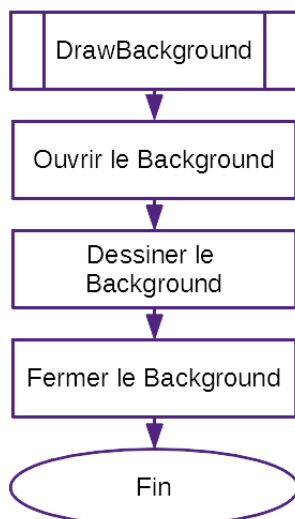 DrawBackground
Ouvrir le Background
Dessiner le
Background
Fermer le Background
Fin